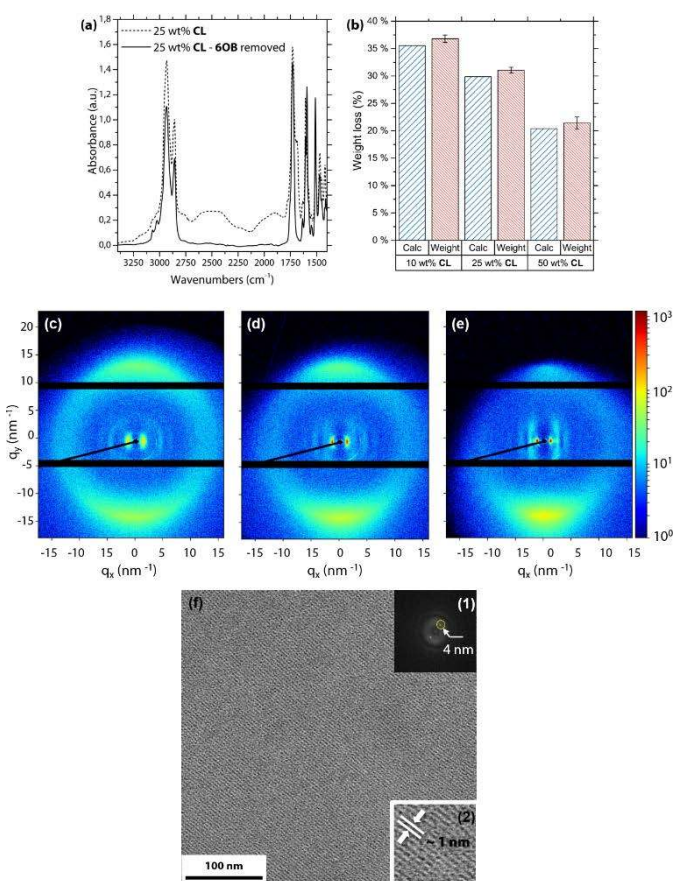 (a)
25 wt% CL
25 wt% CL - 6OB removed
1,8
1,6
1,4
1,2
1,0
0,8
0,6
0,4
0,2
0,0
Absorbance (a.u.)
3000 2750 2500 2250 2000 1750 1500
Wavenumbers (cm⁻¹)
(b)
40 %
35 %
30 %
25 %
20 %
15 %
10 %
5 %
0 %
Weight loss (%)
Calc Weight Calc Weight Calc Weight
10 wt% CL 25 wt% CL 50 wt% CL
(c)
(d)
(e)
20
15
10
5
0
-5
-10
-15
qy (nm⁻¹)
-15 -10 -5 0 5 10 15
-15 10 -5 0 5 10 15
-15 10 -5 0 5 10 15
qx (nm⁻¹)
qx (nm⁻¹)
qx (nm⁻¹)
10³
10²
10¹
10⁰
(f)
(1)
4 nm
(2)
~ 1 nm
100 nm